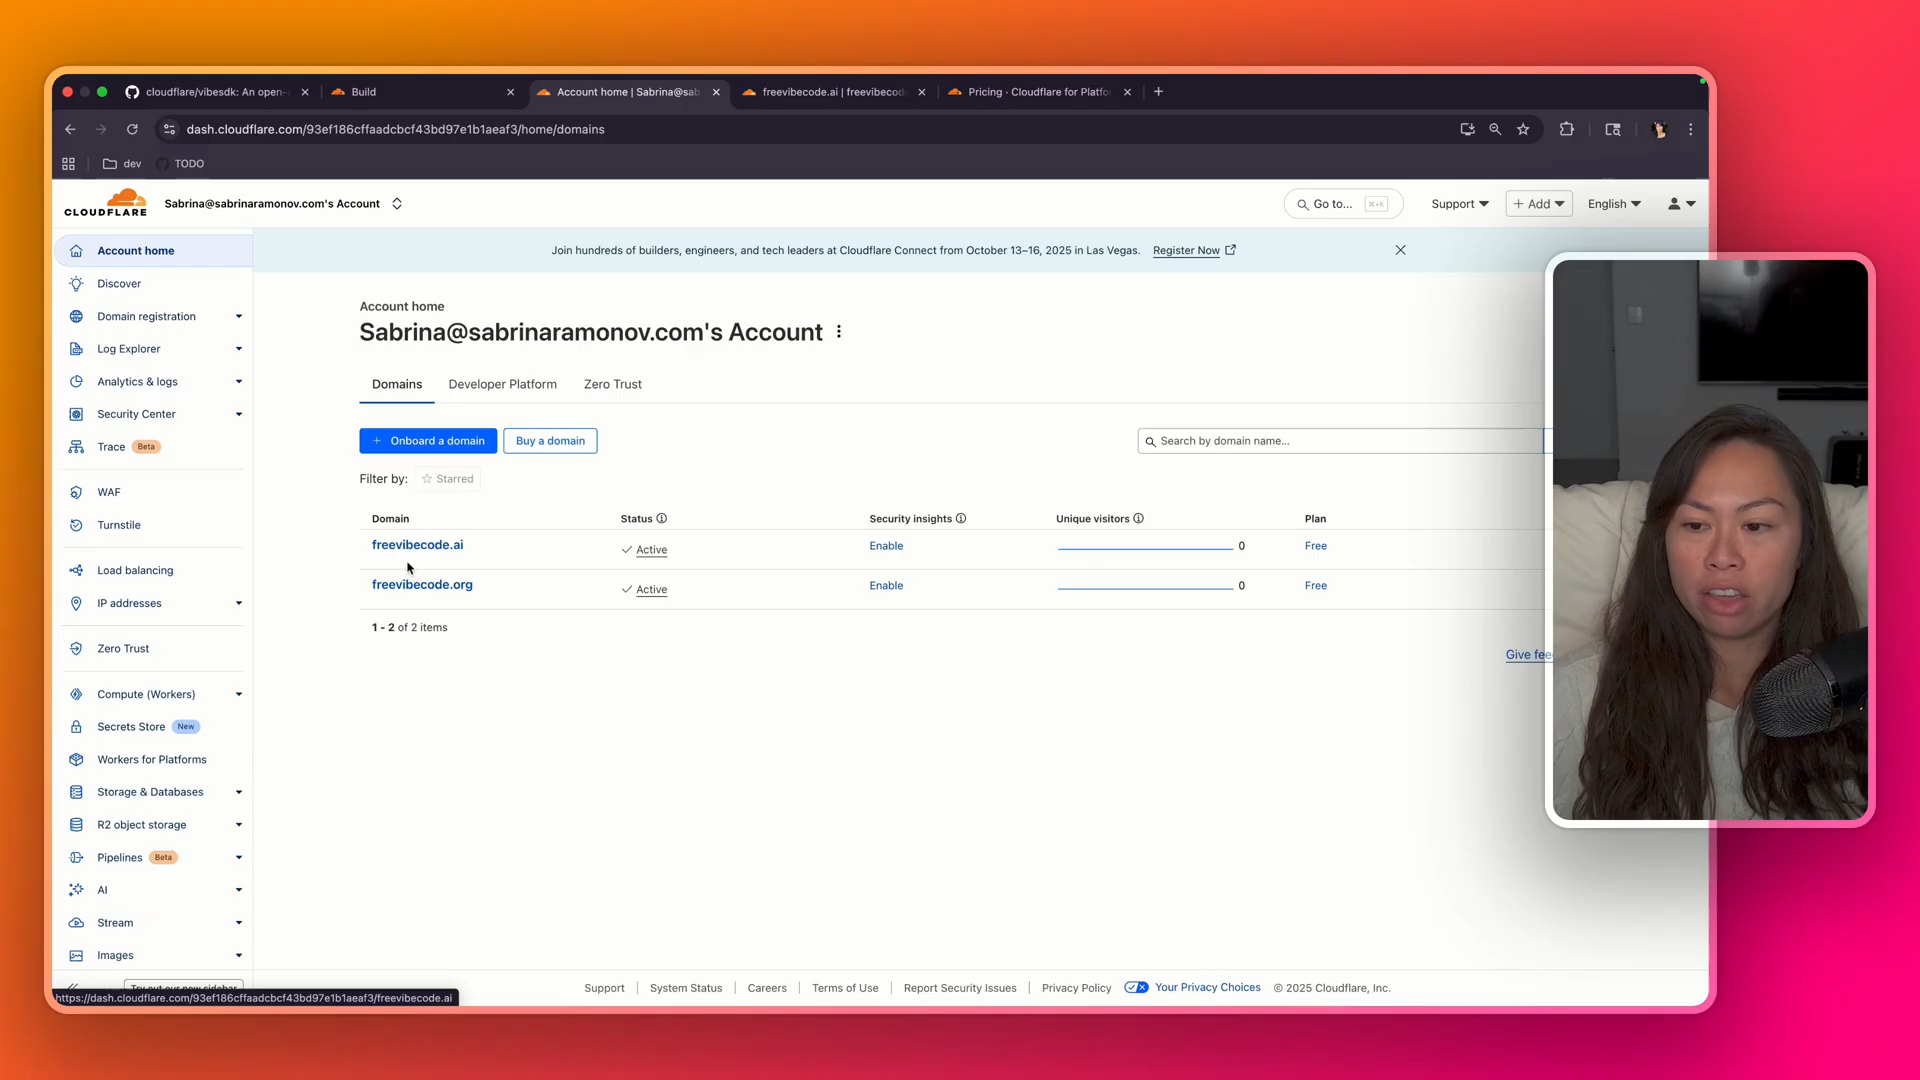 cloudflare/vibesdk: An open-
Build
Account home | Sabrina@sab
freevibecode.ai | freevibecode
Pricing · Cloudflare for Platfo
dash.cloudflare.com/93ef186cffaadcbcf43bd97e1b1aeaf3/home/domains
dev
TODO
CLOUDFLARE
Sabrina@sabrinaramonov.com's Account
Go to...
⌘+K
Support
+ Add
English
Account home
Discover
Domain registration
Log Explorer
Analytics & logs
Security Center
Trace Beta
WAF
Turnstile
Load balancing
IP addresses
Zero Trust
Compute (Workers)
Secrets Store New
Workers for Platforms
Storage & Databases
R2 object storage
Pipelines Beta
AI
Stream
Images
Try out our new sidebar
https://dash.cloudflare.com/93ef186cffaadcbcf43bd97e1b1aeaf3/freevibecode.ai
Join hundreds of builders, engineers, and tech leaders at Cloudflare Connect from October 13–16, 2025 in Las Vegas. Register Now
Account home
Sabrina@sabrinaramonov.com's Account
Domains Developer Platform Zero Trust
+ Onboard a domain
Buy a domain
Search by domain name...
Filter by: Starred
Domain Status Security insights Unique visitors Plan
freevibecode.ai Active Enable 0 Free
freevibecode.org Active Enable 0 Free
1 - 2 of 2 items
Give fee
Support System Status Careers Terms of Use Report Security Issues Privacy Policy Your Privacy Choices © 2025 Cloudflare, Inc.